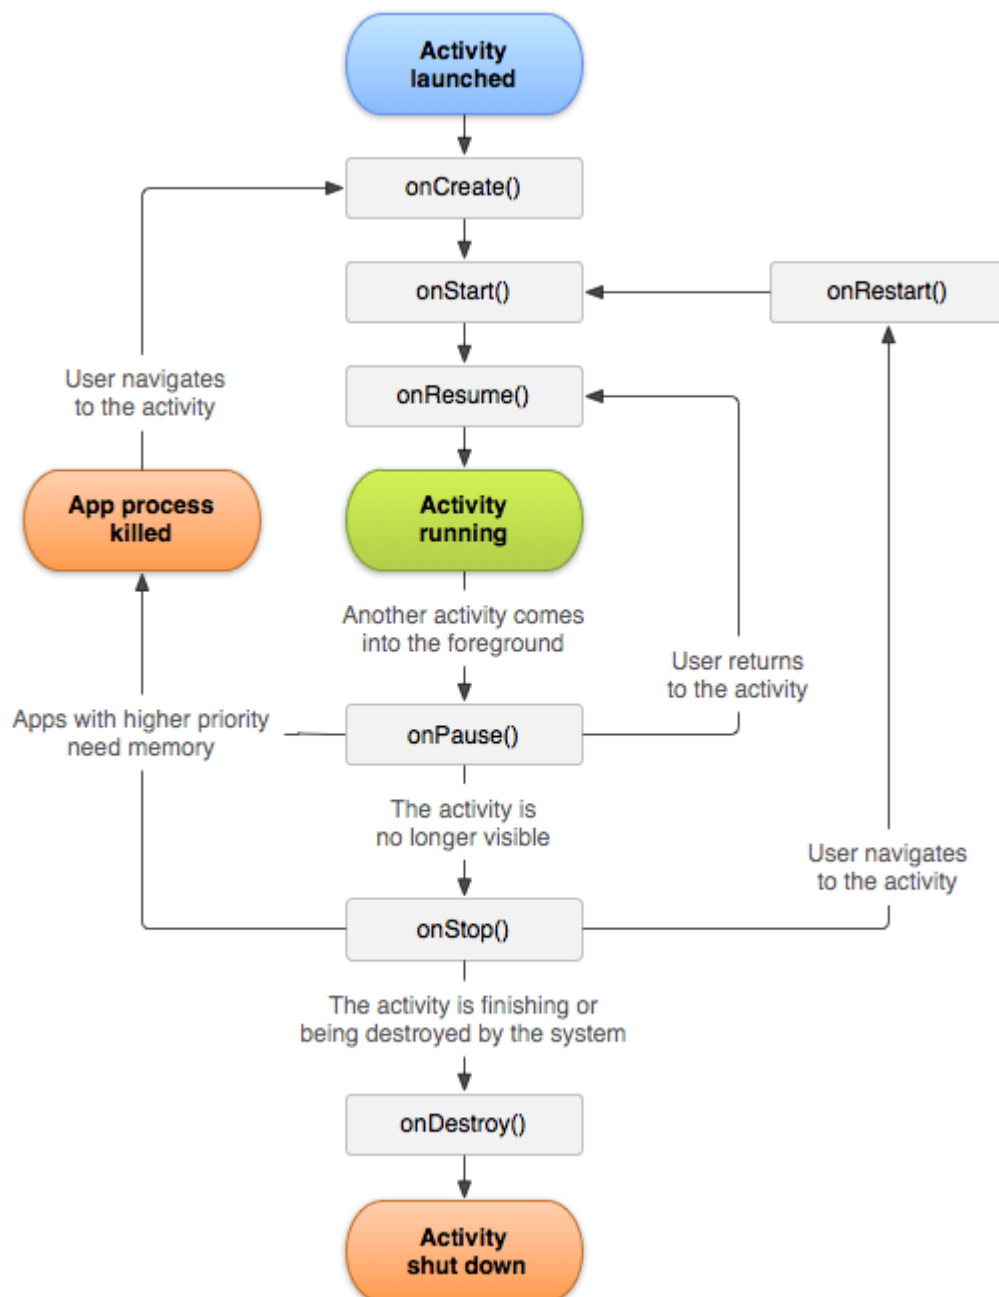 Activity
launched
onCreate()
onStart()
onRestart()
onResume()
User navigates
to the activity
App process
killed
Activity
running
Another activity comes
into the foreground
User returns
to the activity
Apps with higher priority
need memory
onPause()
The activity is
no longer visible
User navigates
to the activity
onStop()
The activity is finishing or
being destroyed by the system
onDestroy()
Activity
shut down